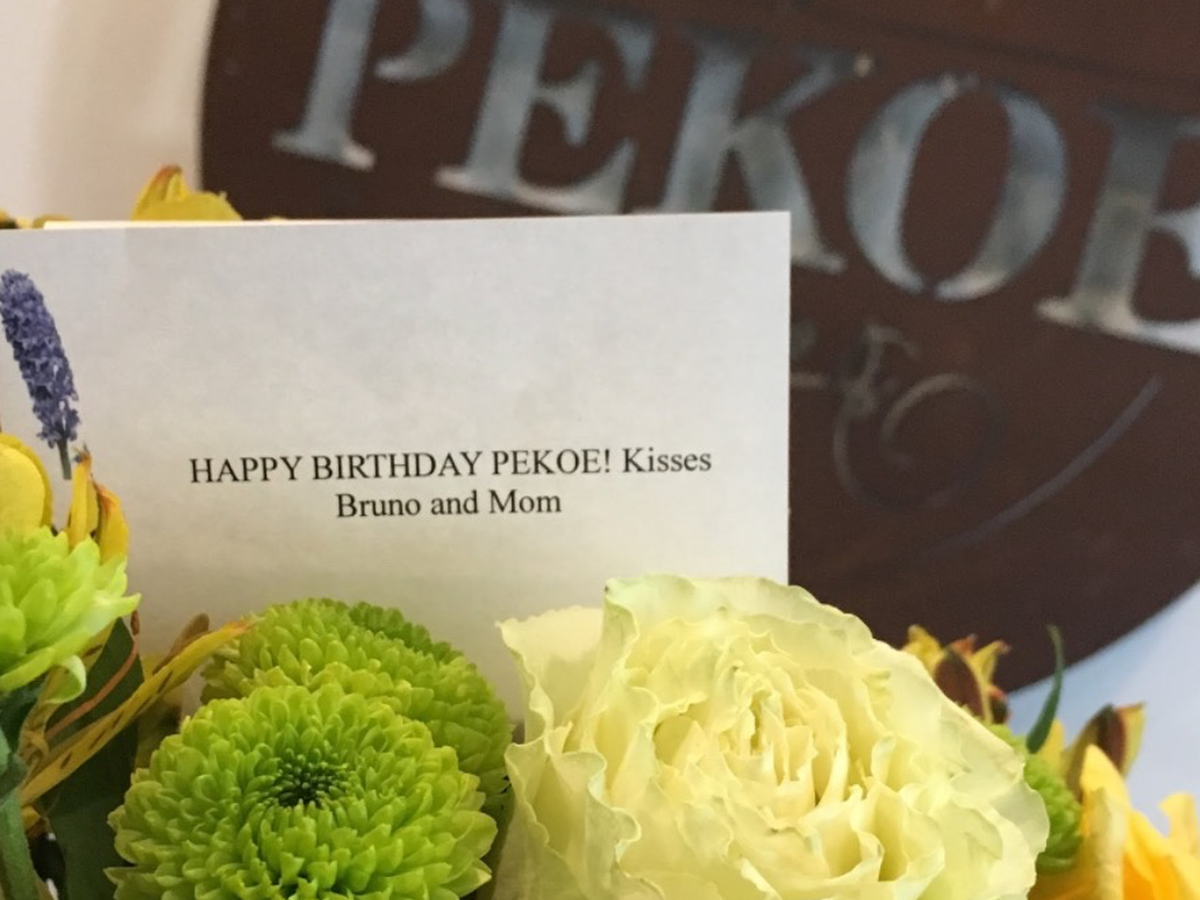 PEKOE
HAPPY BIRTHDAY PEKOE! Kisses
Bruno and Mom